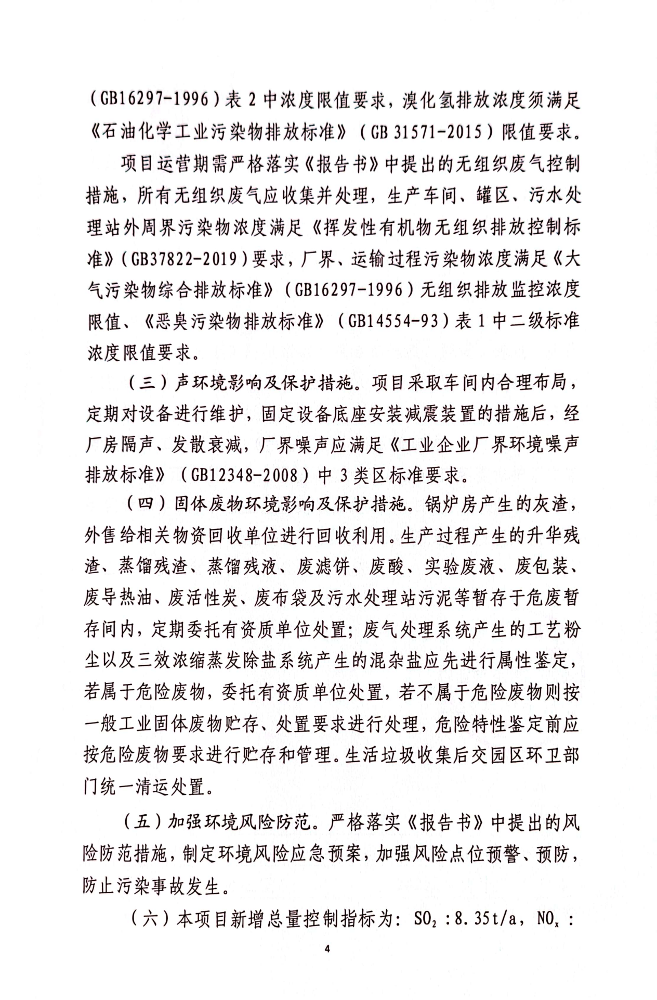 （GB16297-1996）表2中浓度限值要求，溴化氢排放浓度须满足
《石油化学工业污染物排放标准》（GB 31571-2015）限值要求。
项目运营期需严格落实《报告书》中提出的无组织废气控制
措施，所有无组织废气应收集并处理，生产车间、罐区、污水处
理站外周界污染物浓度满足《挥发性有机物无组织排放控制标
准》（GB37822-2019）要求，厂界、运输过程污染物浓度满足《大
气污染物综合排放标准》（GB16297-1996）无组织排放监控浓度
限值、《恶臭污染物排放标准》（GB14554-93）表1中二级标准
浓度限值要求。
（三）声环境影响及保护措施。项目采取车间内合理布局，
定期对设备进行维护，固定设备底座安装减震装置的措施后，经
厂房隔声、发散衰减，厂界噪声应满足《工业企业厂界环境噪声
排放标准》（GB12348-2008）中3类区标准要求。
（四）固体废物环境影响及保护措施。锅炉房产生的灰渣，
外售给相关物资回收单位进行回收利用。生产过程产生的升华残
渣、蒸馏残渣、蒸馏残液、废滤饼、废酸、实验废液、废包装、
废导热油、废活性炭、废布袋及污水处理站污泥等暂存于危废暂
存间内，定期委托有资质单位处置；废气处理系统产生的工艺粉
尘以及三效浓缩蒸发除盐系统产生的混杂盐应先进行属性鉴定，
若属于危险废物，委托有资质单位处置，若不属于危险废物则按
一般工业固体废物贮存、处置要求进行处理，危险特性鉴定前应
按危险废物要求进行贮存和管理。生活垃圾收集后交园区环卫部
门统一清运处置。
（五）加强环境风险防范。严格落实《报告书》中提出的风
险防范措施，制定环境风险应急预案，加强风险点位预警、预防，
防止污染事故发生。
（六）本项目新增总量控制指标为：SO₂：8.35t/a，NOₓ：
4